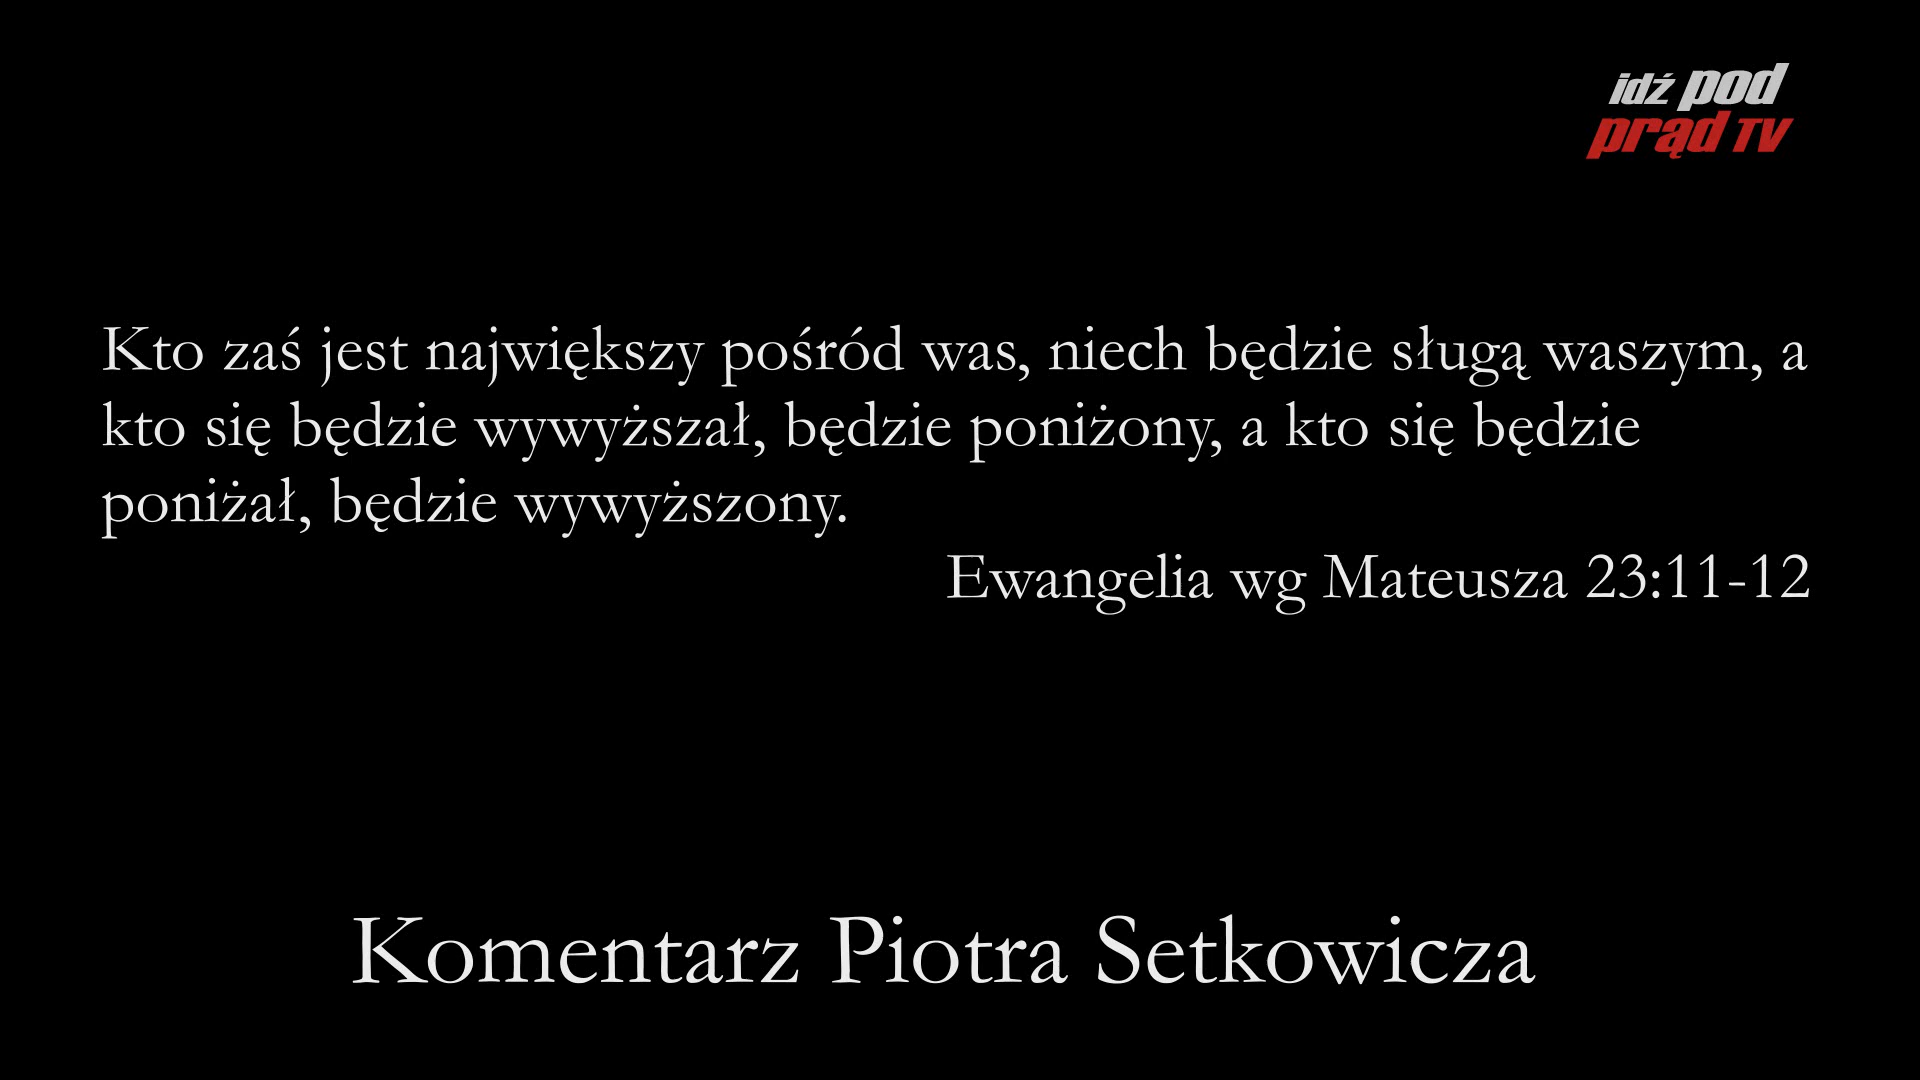 idź pod
prąd TV
Kto zaś jest największy pośród was, niech będzie sługą waszym, a
kto się będzie wywyższał, będzie poniżony, a kto się będzie
poniżał, będzie wywyższony.
Ewangelia wg Mateusza 23:11-12
Komentarz Piotra Setkowicza